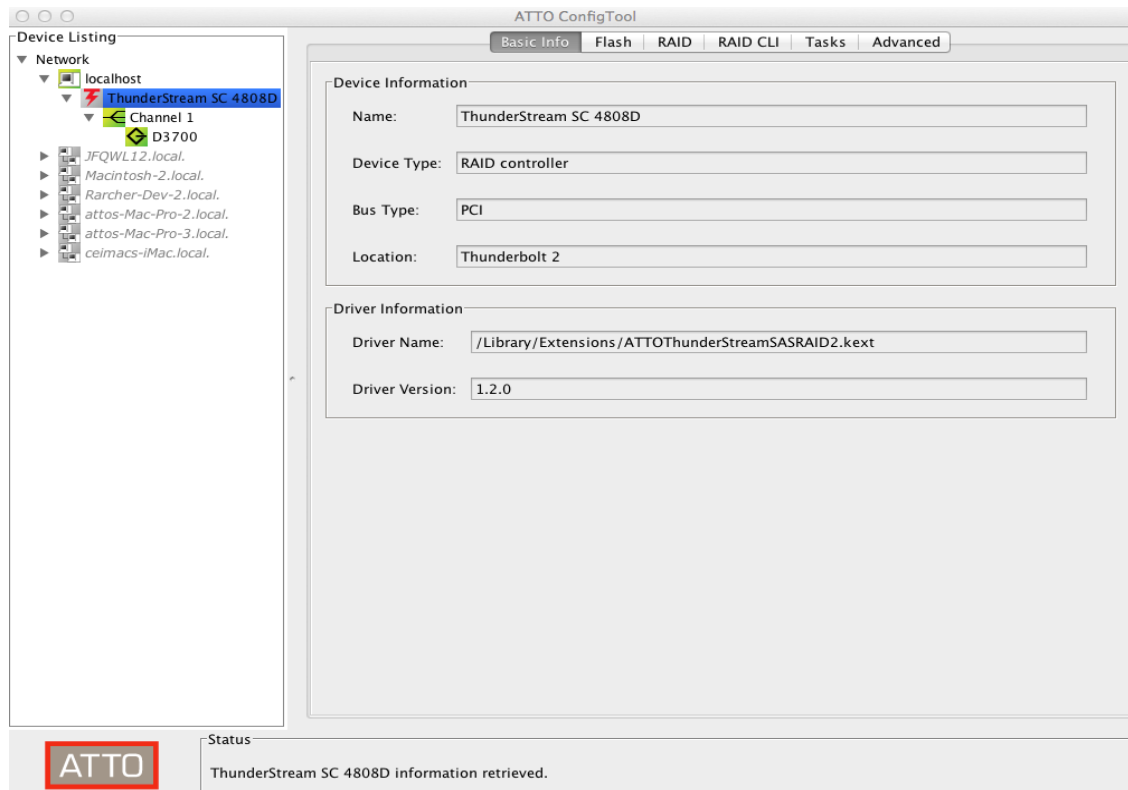 ATTO ConfigTool
Device Listing
Network
localhost
ThunderStream SC 4808D
Channel 1
D3700
JFQWL12.local.
Macintosh-2.local.
Rarcher-Dev-2.local.
attos-Mac-Pro-2.local.
attos-Mac-Pro-3.local.
ceimacs-iMac.local.
Basic Info Flash RAID RAID CLI Tasks Advanced
Device Information
Name: ThunderStream SC 4808D
Device Type: RAID controller
Bus Type: PCI
Location: Thunderbolt 2
Driver Information
Driver Name: /Library/Extensions/ATTOThunderStreamSASRAID2.kext
Driver Version: 1.2.0
ATTO
Status
ThunderStream SC 4808D information retrieved.